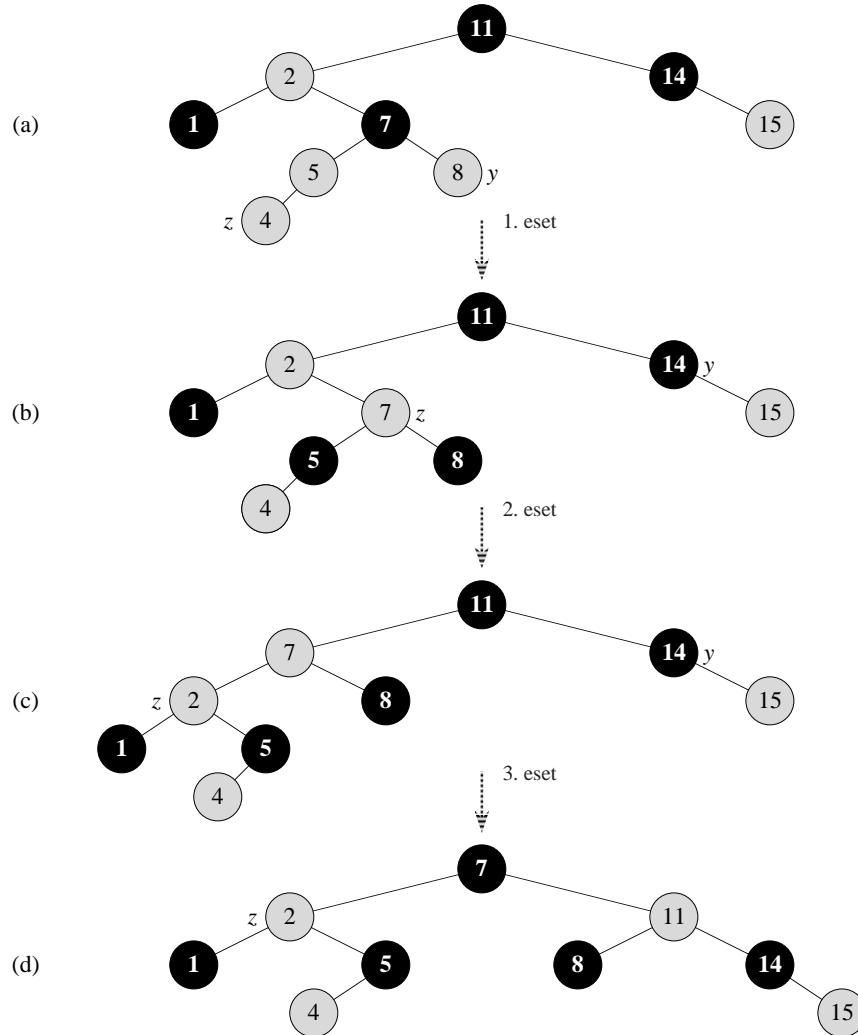 11
2 14
(a) 1 7 15
5 8 y
z 4
1. eset
11
2 14 y
(b) 1 7 z 15
5 8
4
2. eset
11
7 14 y
(c) z 2 8 15
1 5
4
3. eset
7
z 2 11
(d) 1 5 8 14
4 15